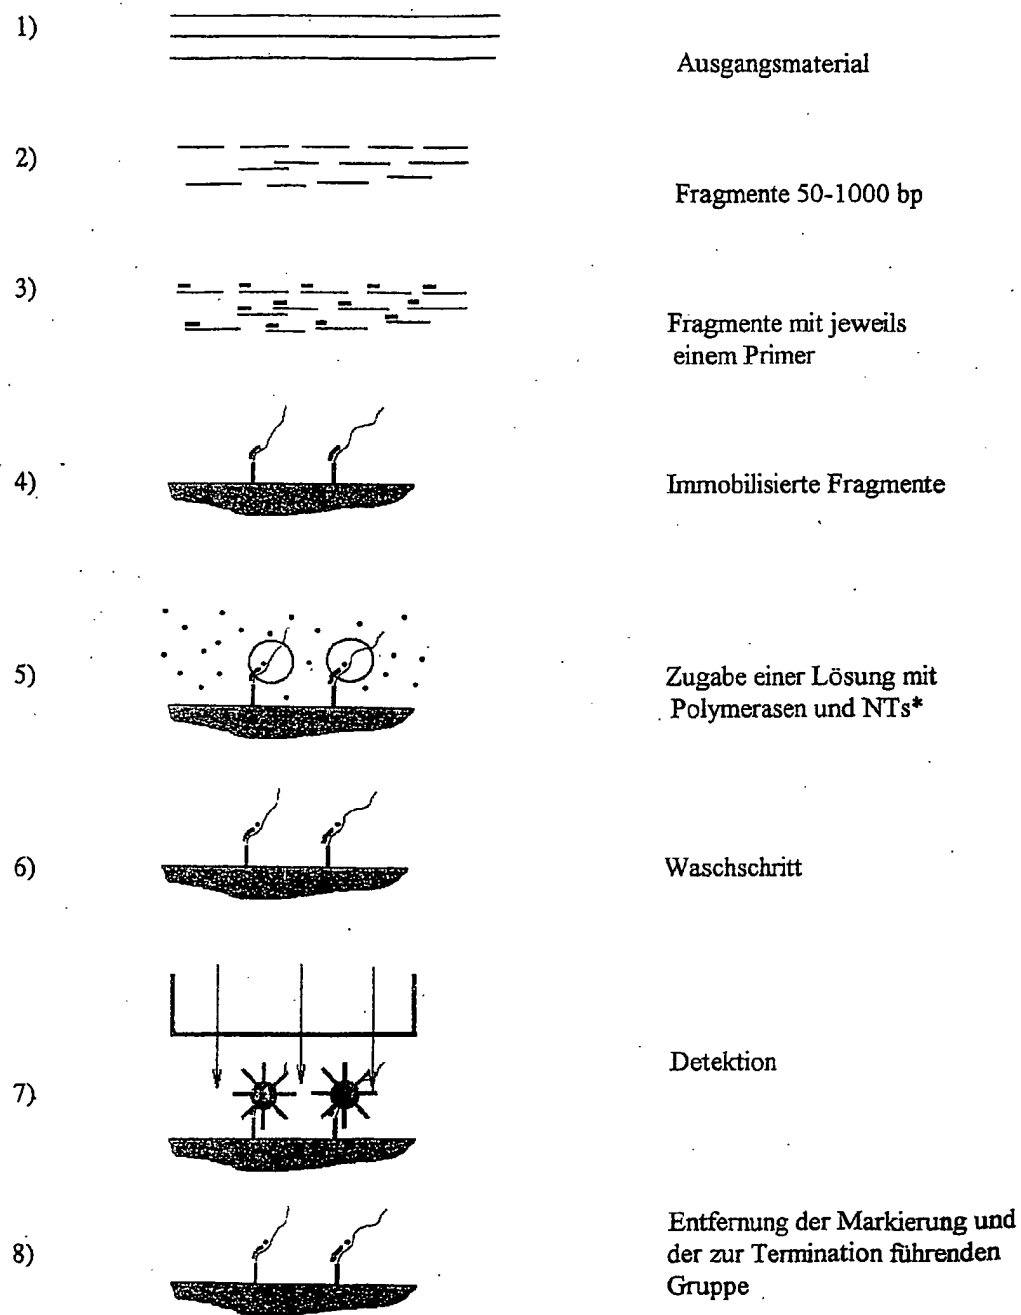 1)
Ausgangsmaterial
2)
Fragmente 50-1000 bp
3)
Fragmente mit jeweils
einem Primer
4)
Immobilisierte Fragmente
5)
Zugabe einer Lösung mit
Polymerasen und NTs*
6)
Waschschritt
7)
Detektion
8)
Entfernung der Markierung und
der zur Termination führenden
Gruppe